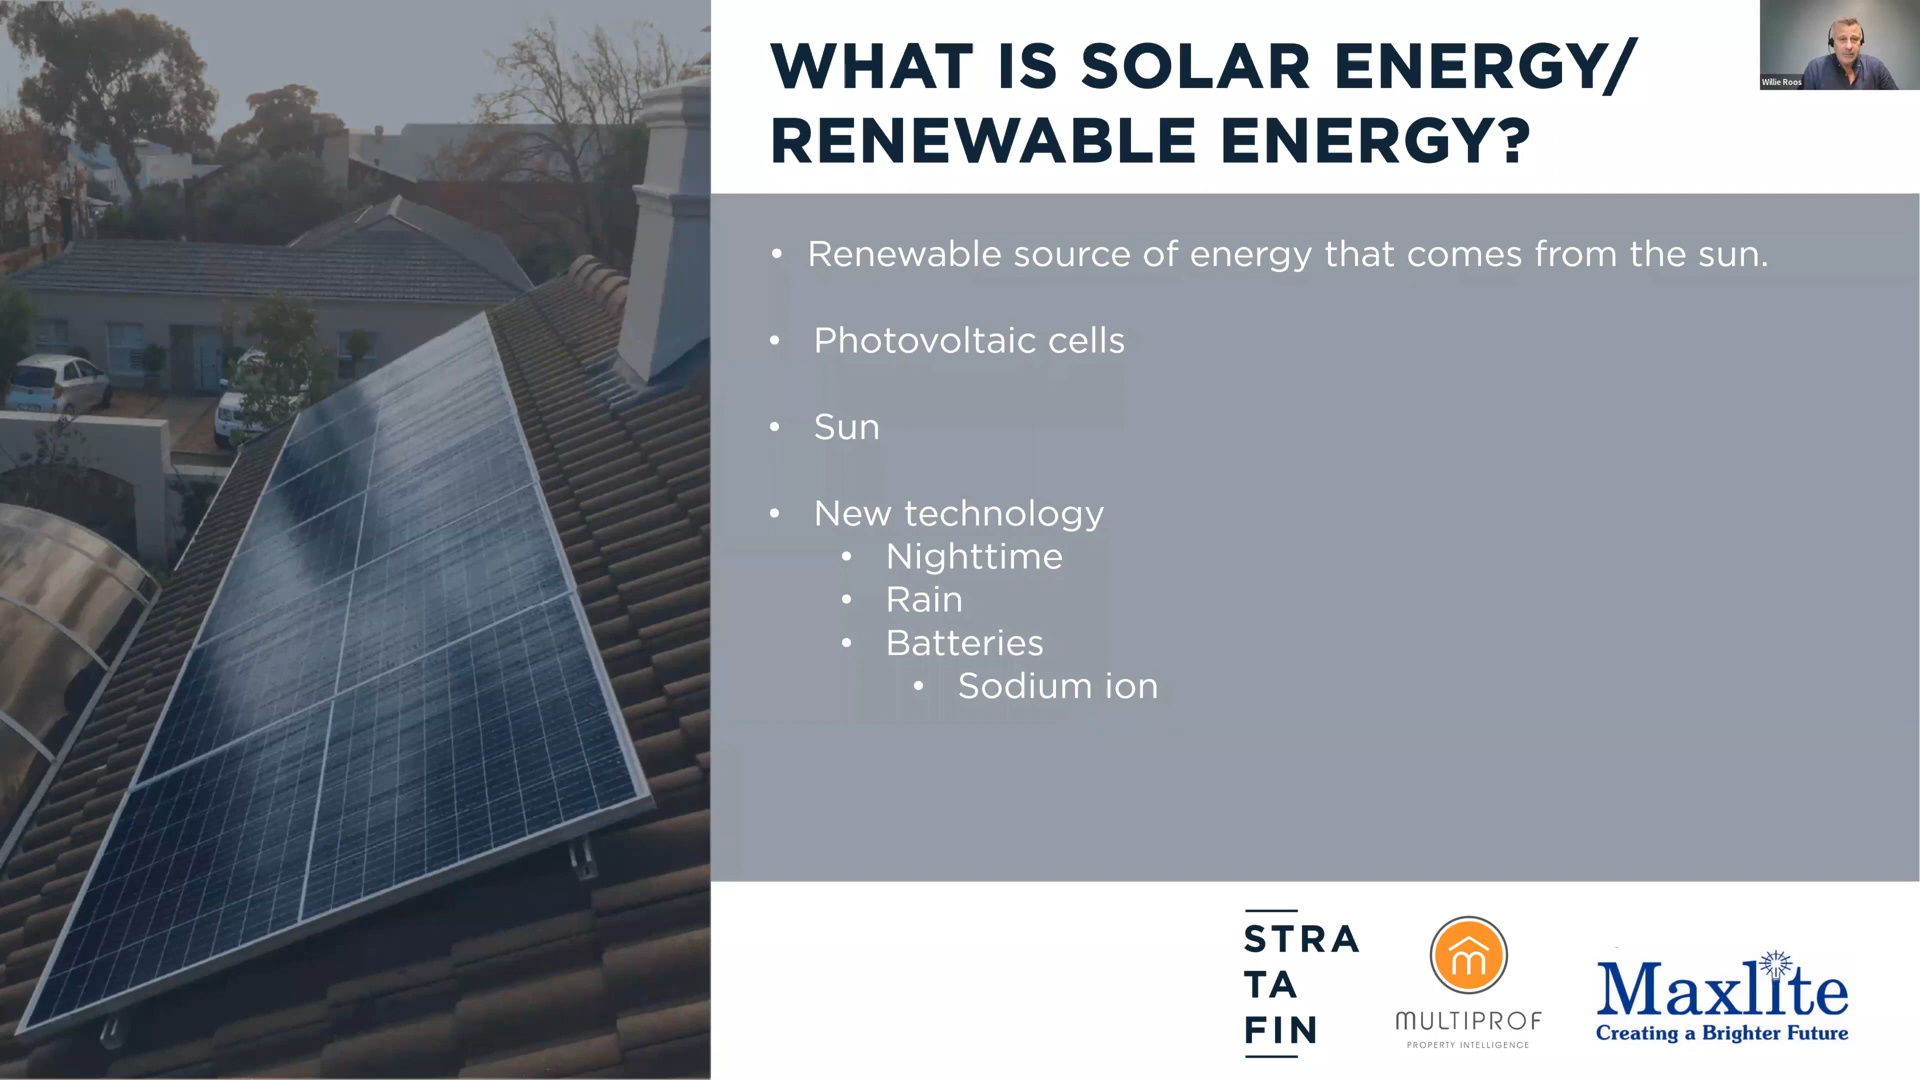 WHAT IS SOLAR ENERGY/
RENEWABLE ENERGY?
Willie Roos
• Renewable source of energy that comes from the sun.
• Photovoltaic cells
• Sun
• New technology
• Nighttime
• Rain
• Batteries
• Sodium ion
STRA
TA
FIN
MULTIPROF
PROPERTY INTELLIGENCE
Maxlite
Creating a Brighter Future